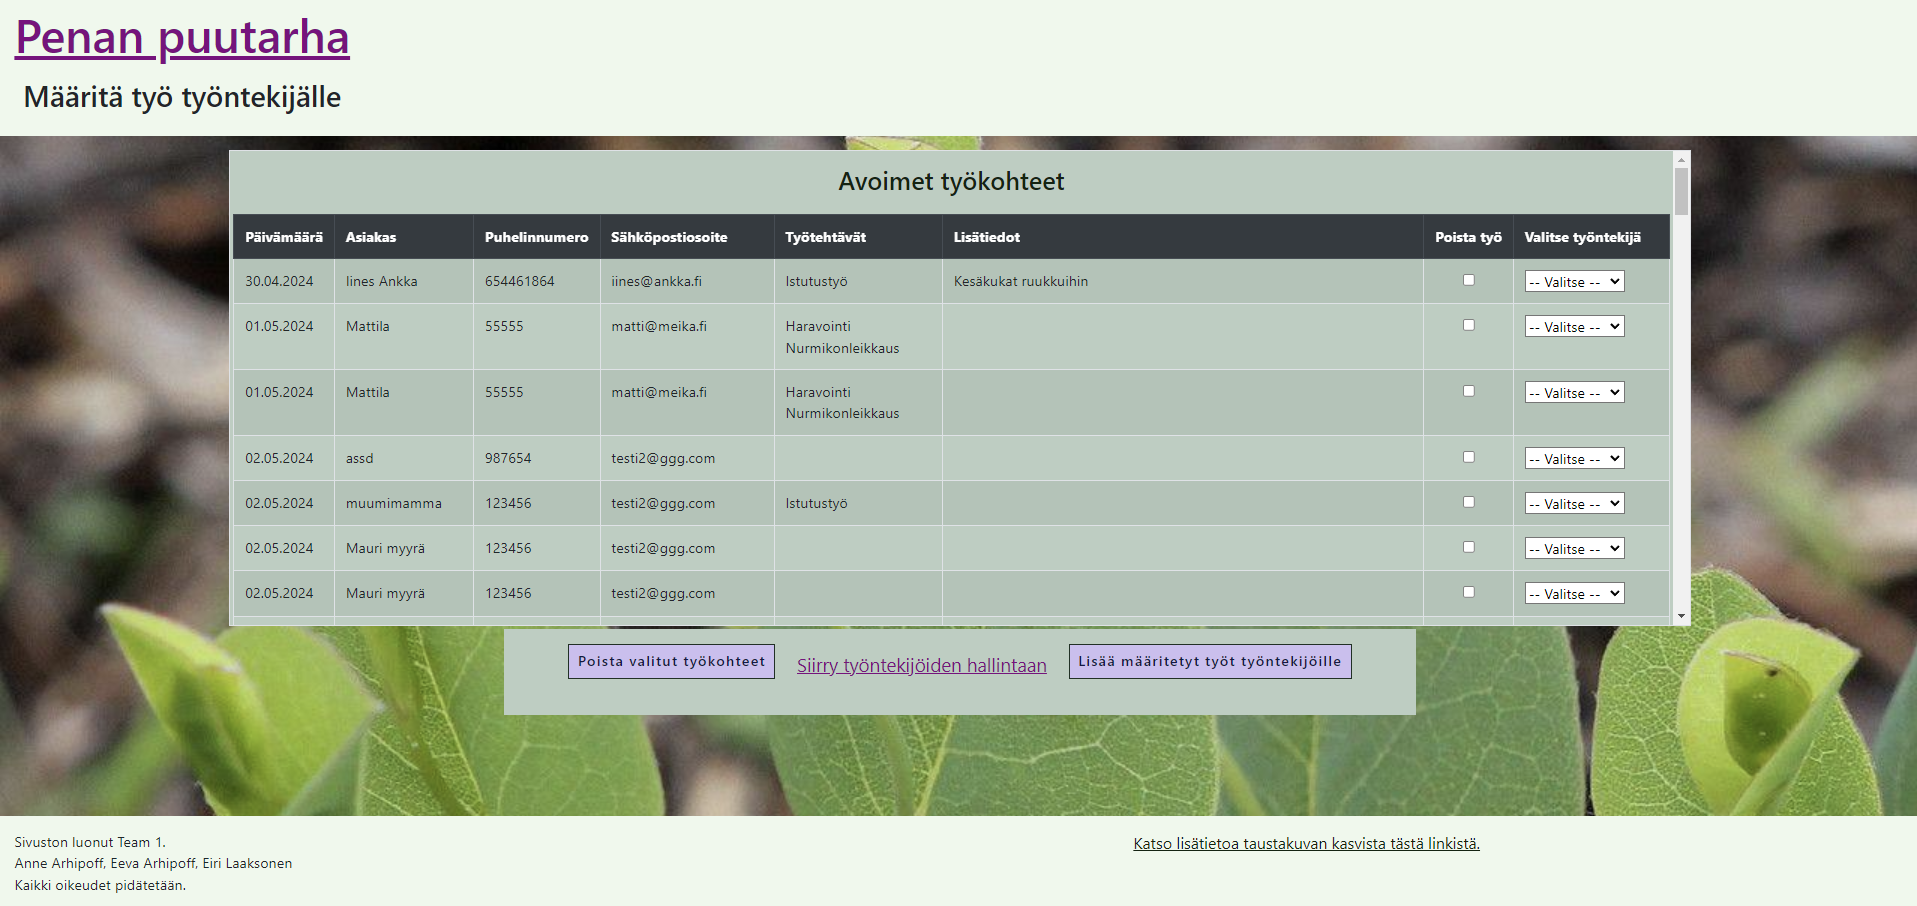 Penan puutarha
Määritä työ työntekijälle
Avoimet työkohteet
Päivämäärä Asiakas Puhelinnumero Sähköpostiosoite Työtehtävät Lisätiedot Poista työ Valitse työntekijä
30.04.2024 Iines Ankka 654461864 iines@ankka.fi Istutustyö Kesäkukat ruukkuihin -- Valitse --
01.05.2024 Mattila 55555 matti@meika.fi Haravointi -- Valitse --
Nurmikonleikkaus
01.05.2024 Mattila 55555 matti@meika.fi Haravointi -- Valitse --
Nurmikonleikkaus
02.05.2024 assd 987654 testi2@ggg.com -- Valitse --
02.05.2024 muumimamma 123456 testi2@ggg.com Istutustyö -- Valitse --
02.05.2024 Mauri myyrä 123456 testi2@ggg.com -- Valitse --
02.05.2024 Mauri myyrä 123456 testi2@ggg.com -- Valitse --
Poista valitut työkohteet Siirry työntekijöiden hallintaan Lisää määritetyt työt työntekijöille
Sivuston luonut Team 1.
Anne Arhipoff, Eeva Arhipoff, Eiri Laaksonen
Kaikki oikeudet pidätetään.
Katso lisätietoa taustakuvan kasvista tästä linkistä.